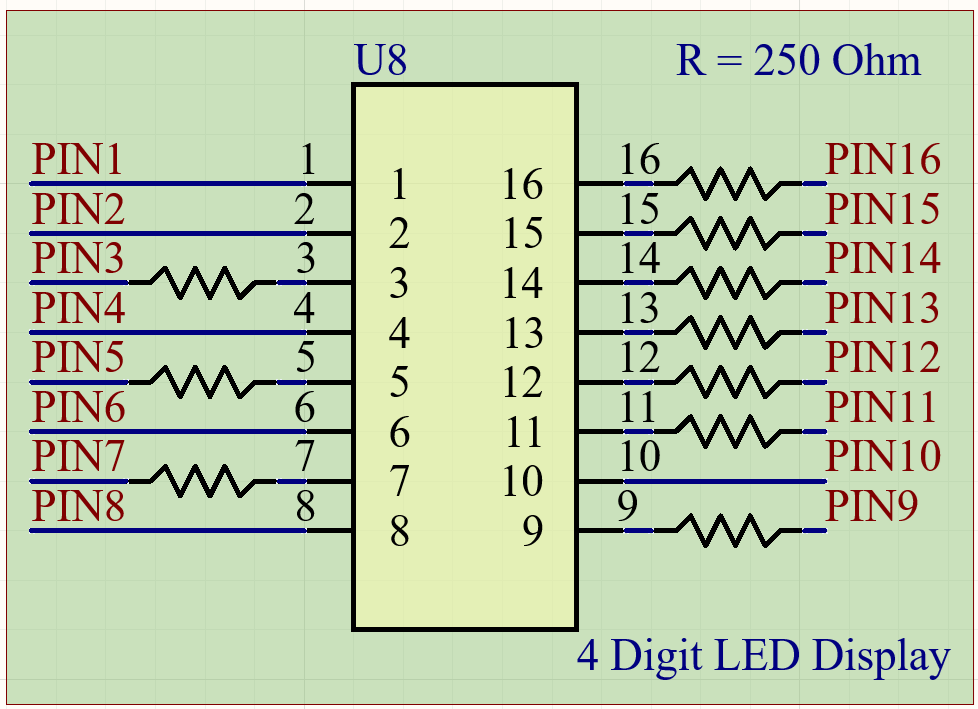 U8 R = 250 Ohm
PIN1 1 1 16 16 PIN16
PIN2 2 2 15 15 PIN15
PIN3 3 3 14 14 PIN14
PIN4 4 4 13 13 PIN13
PIN5 5 5 12 12 PIN12
PIN6 6 6 11 11 PIN11
PIN7 7 7 10 10 PIN10
PIN8 8 8 9 9 PIN9
4 Digit LED Display